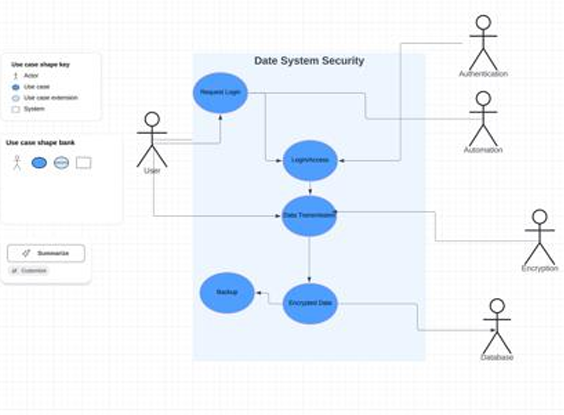 Date System Security
Use case shape key
Actor
Use case
Use case extension
System
Use case shape bank
Summarize
Request Login
User
Login/Access
Data Transmission
Backup
Encrypted Data
Authentication
Automation
Encryption
Database